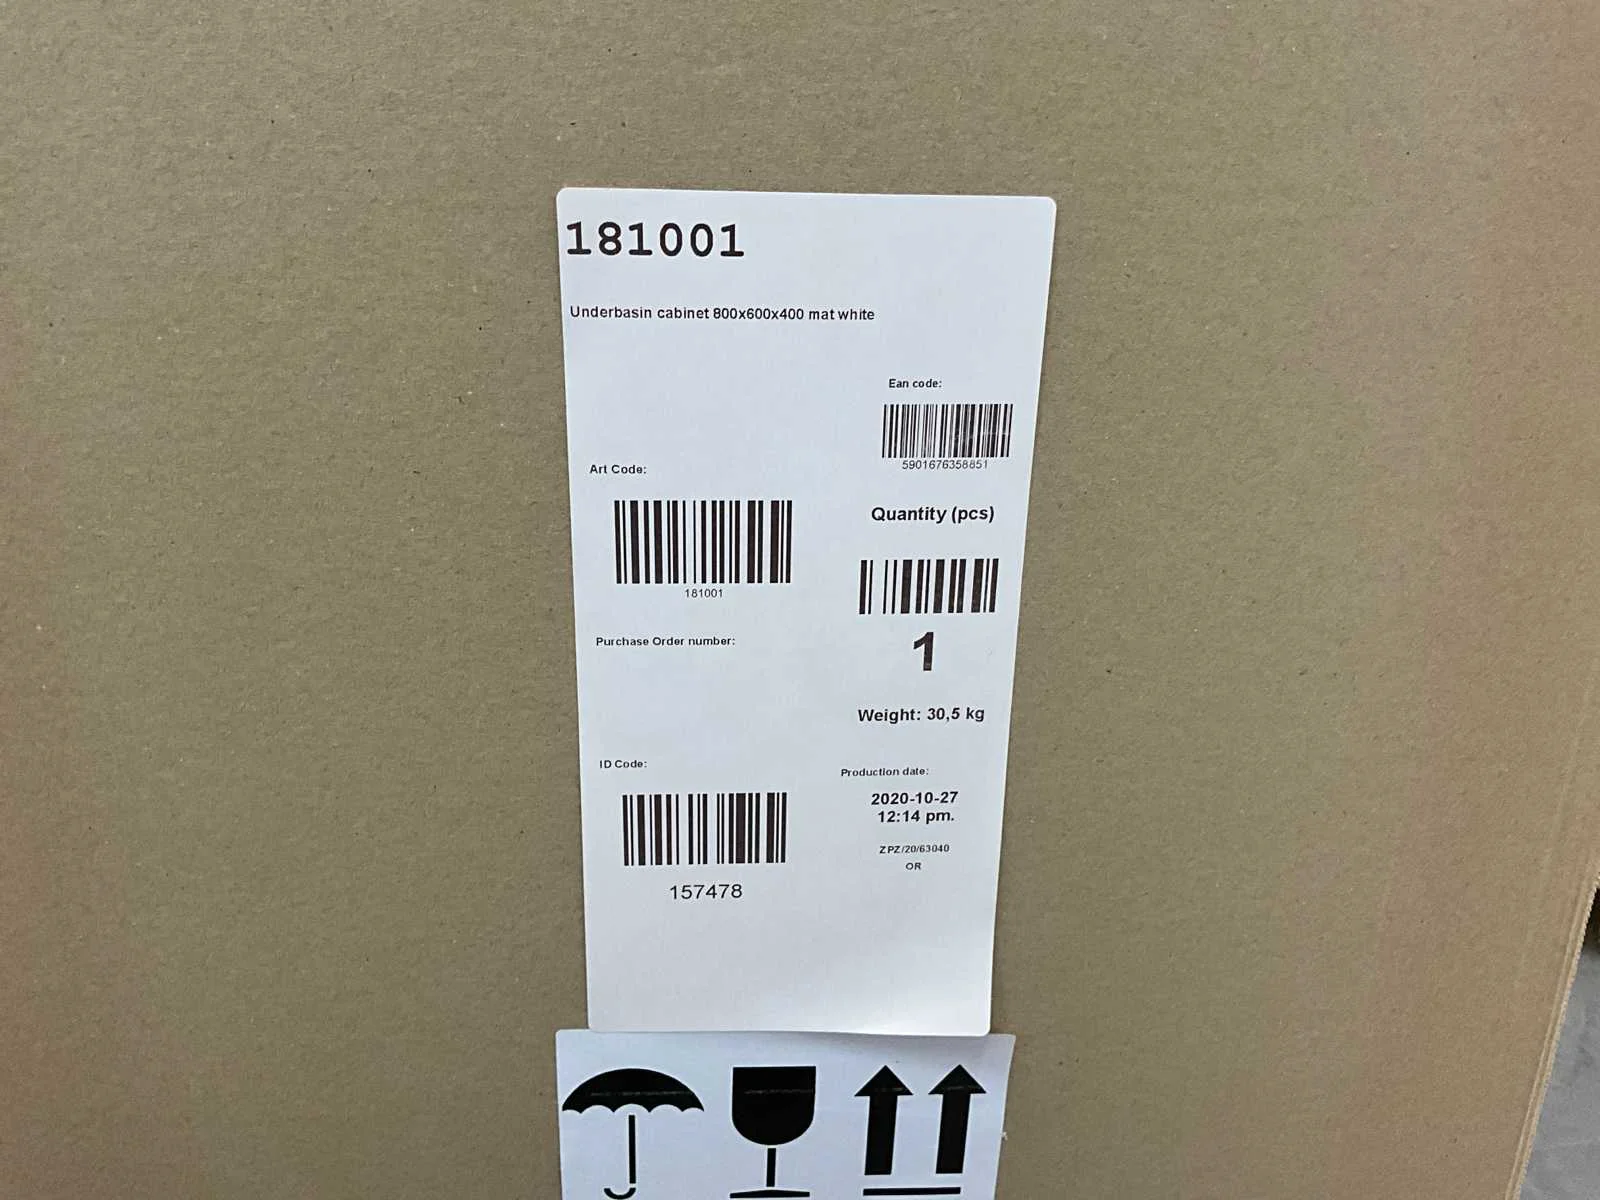 181001
Underbasin cabinet 800x600x400 mat white
Ean code:
5901676358851
Art Code:
181001
Quantity (pcs)
1
Purchase Order number:
Weight: 30,5 kg
ID Code:
157478
Production date:
2020-10-27
12:14 pm.
ZPZ/20/63040
OR